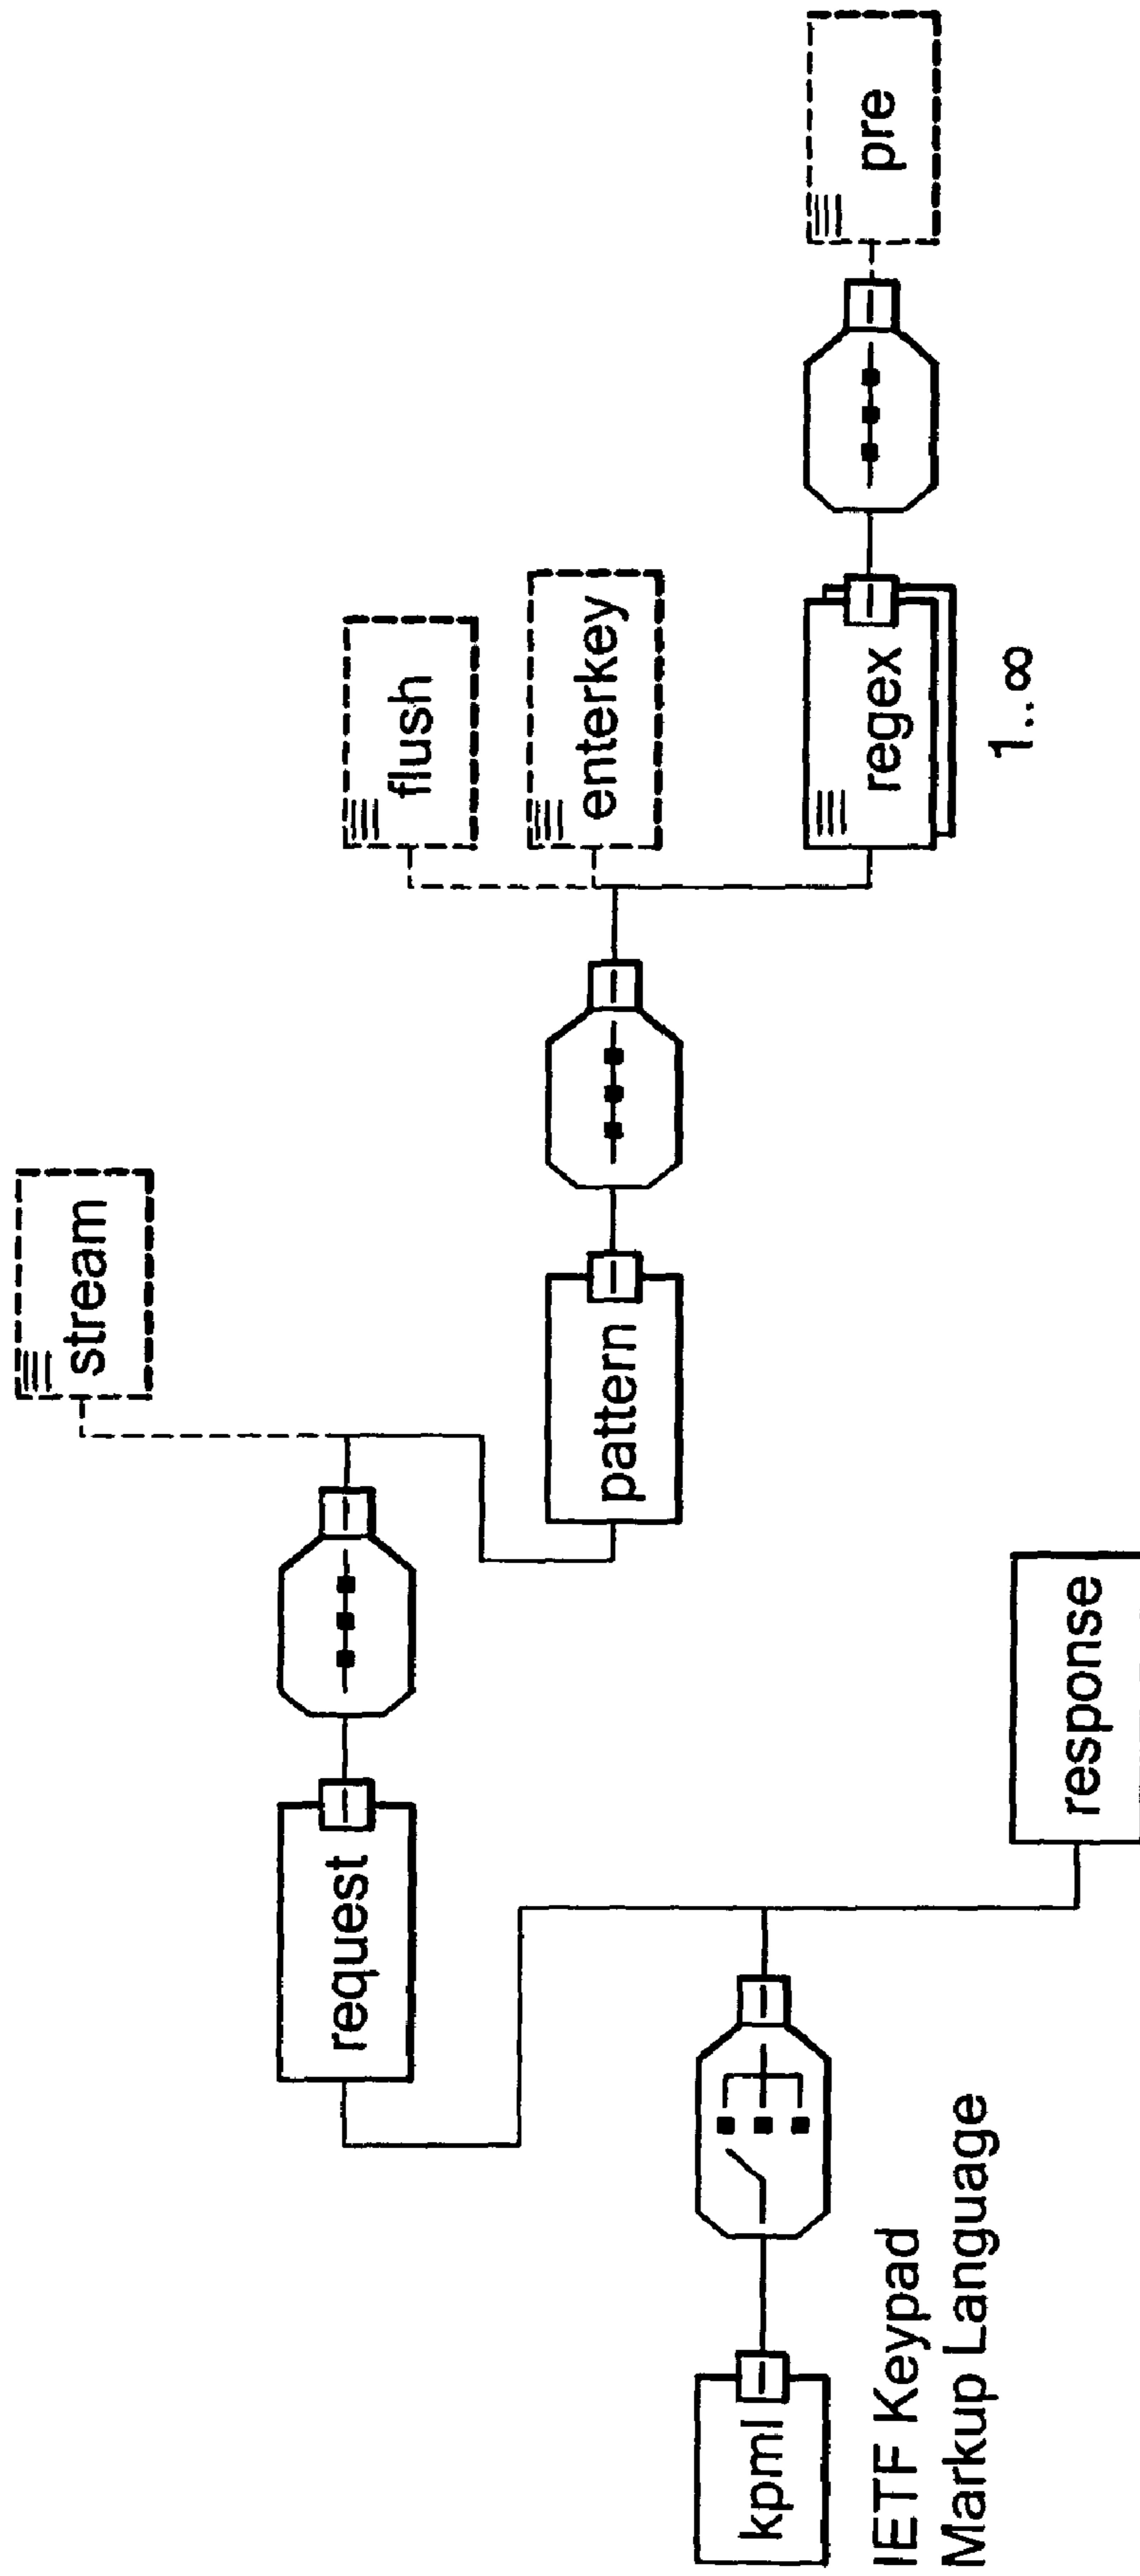 kpml
IETF Keypad
Markup Language
request
response
stream
pattern
flush
enterkey
regex
1..∞
pre